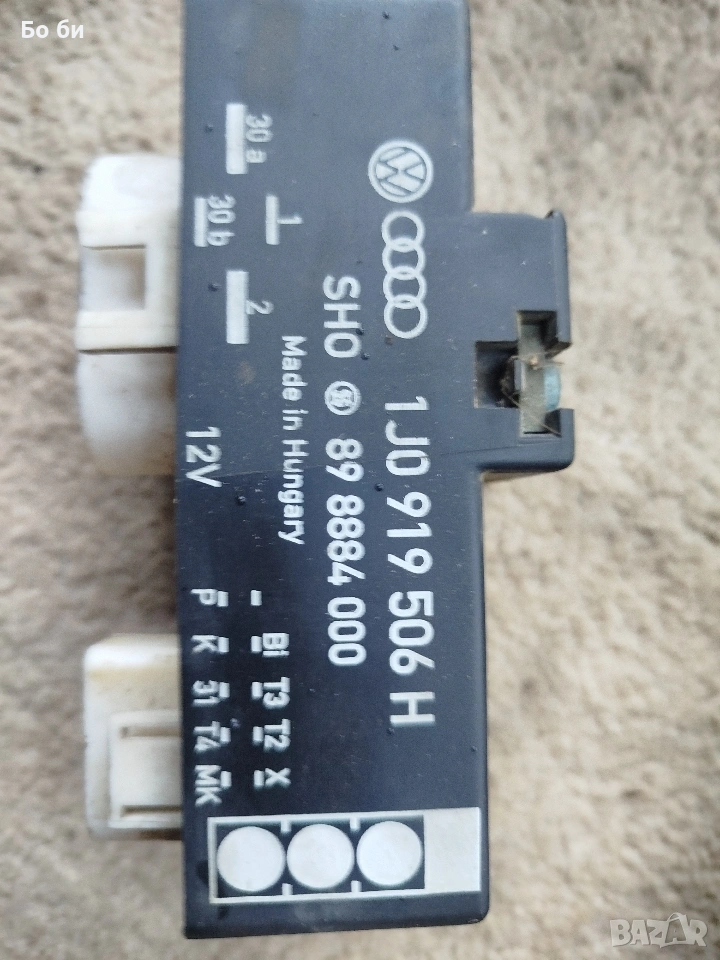 Бо би
1J0 919 506 H
SHO 89 8884 000
Made in Hungary
30 a
1
30 b
2
12V
- Bi T3 T2 X
P K 31 T4 MK
BAZAR